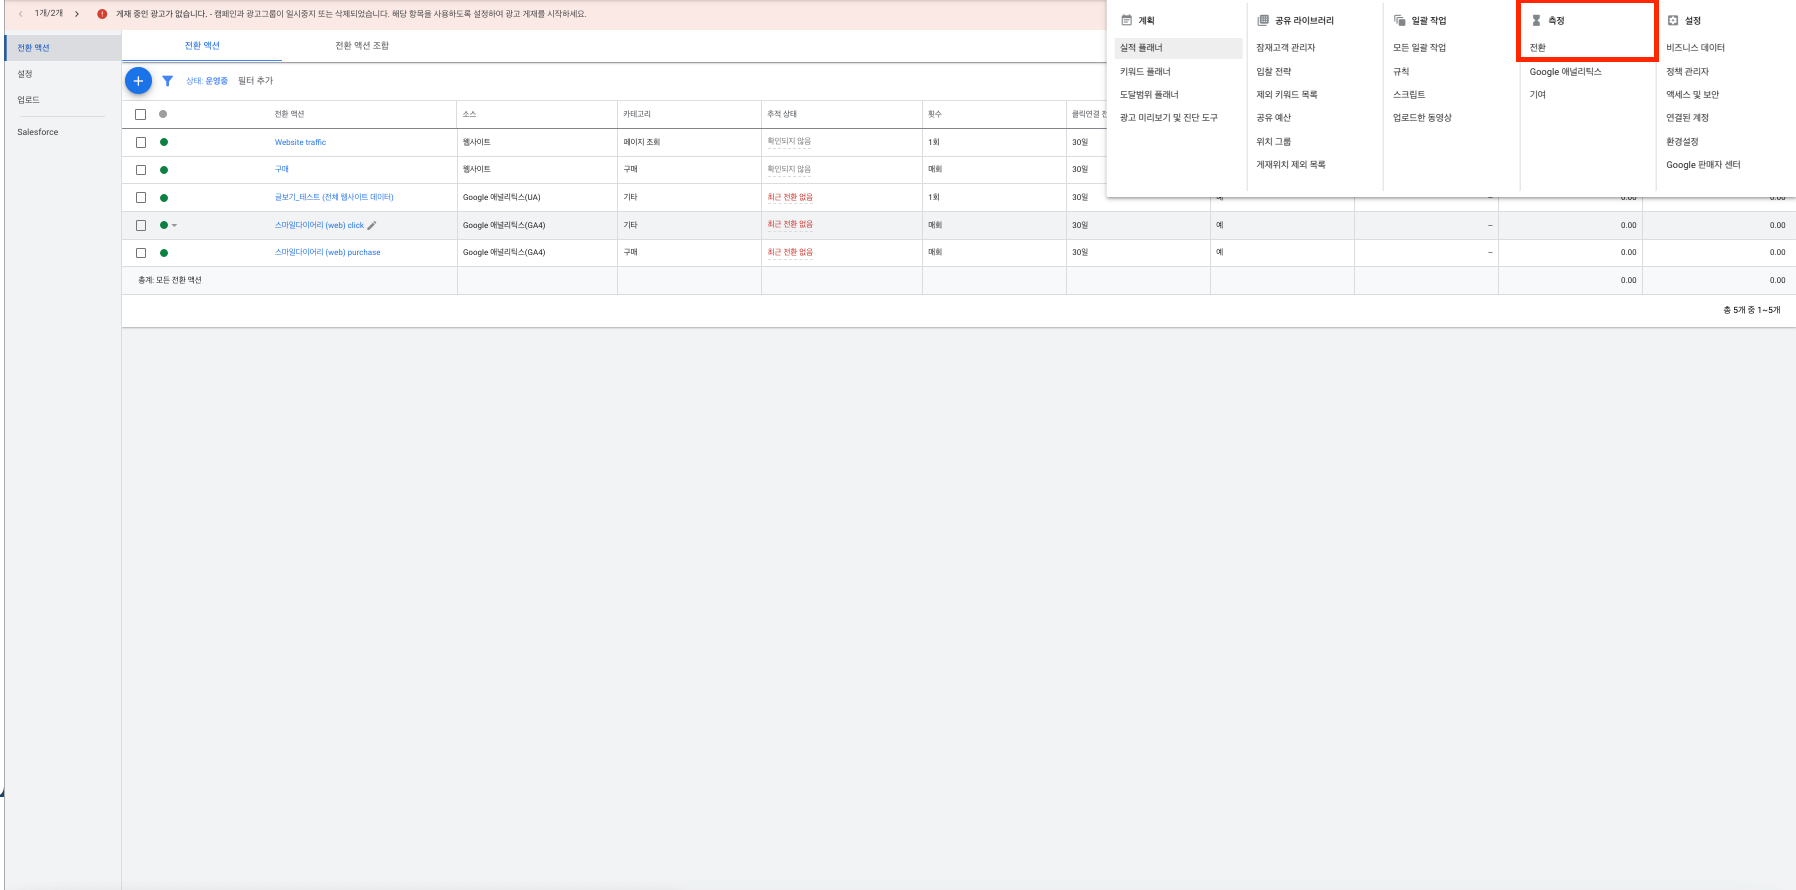 1개/2개
게재 중인 광고가 없습니다. - 캠페인과 광고그룹이 일시중지 또는 삭제되었습니다. 해당 항목을 사용하도록 설정하여 광고 게재를 시작하세요.
계획
실적 플래너
키워드 플래너
도달범위 플래너
광고 미리보기 및 진단 도구
공유 라이브러리
잠재고객 관리자
입찰 전략
제외 키워드 목록
공유 예산
위치 그룹
게재위치 제외 목록
일괄 작업
모든 일괄 작업
규칙
스크립트
업로드한 동영상
측정
전환
Google 애널리틱스
기여
설정
비즈니스 데이터
정책 관리자
액세스 및 보안
연결된 계정
환경설정
Google 판매자 센터
전환 액션
설정
업로드
Salesforce
전환 액션 전환 액션 조합
상태: 운영중 필터 추가
전환 액션 소스 카테고리 추적 상태 횟수 클릭연결 전
Website traffic 웹사이트 페이지 조회 확인되지 않음 1회 30일
구매 웹사이트 구매 확인되지 않음 매회 30일
글보기_테스트 (전체 웹사이트 데이터) Google 애널리틱스(UA) 기타 최근 전환 없음 1회 30일 예 – 0.00 0.00
스마일다이어리 (web) click Google 애널리틱스(GA4) 기타 최근 전환 없음 매회 30일 예 – 0.00 0.00
스마일다이어리 (web) purchase Google 애널리틱스(GA4) 구매 최근 전환 없음 매회 30일 예 – 0.00 0.00
총계: 모든 전환 액션 0.00 0.00
총 5개 중 1~5개